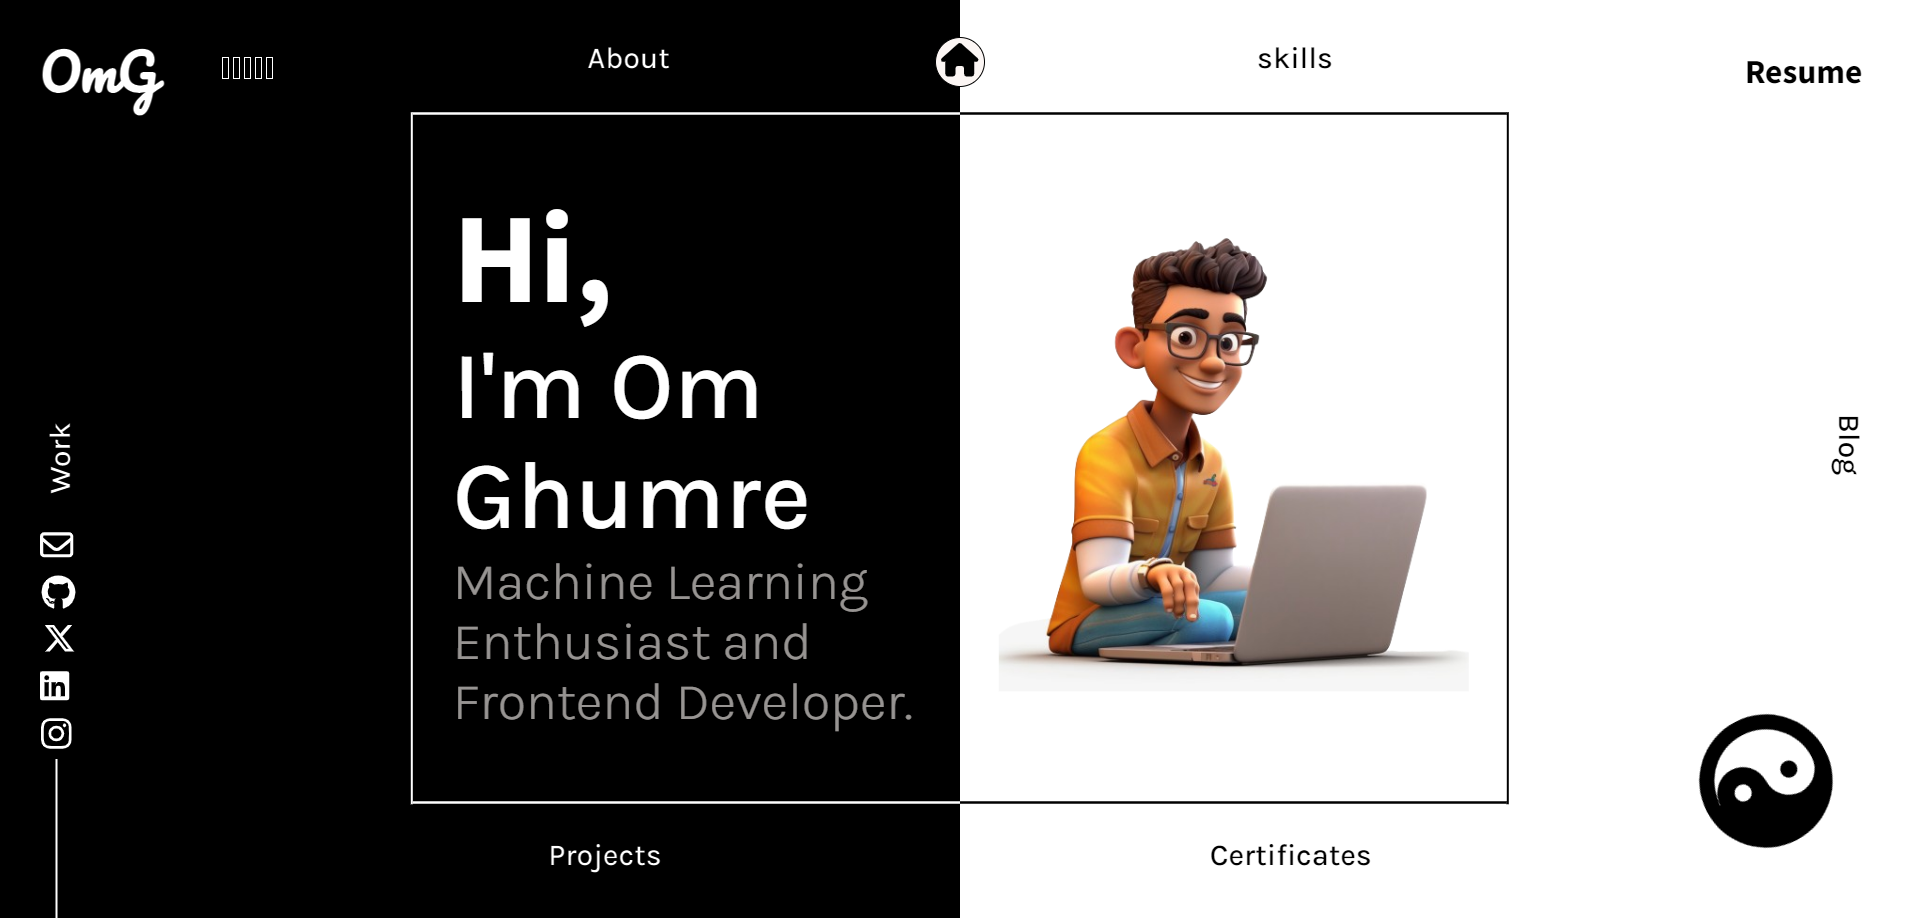 OmG
About
skills
Resume
Hi,
I'm Om
Ghumre
Machine Learning
Enthusiast and
Frontend Developer.
Work
Blog
Projects
Certificates